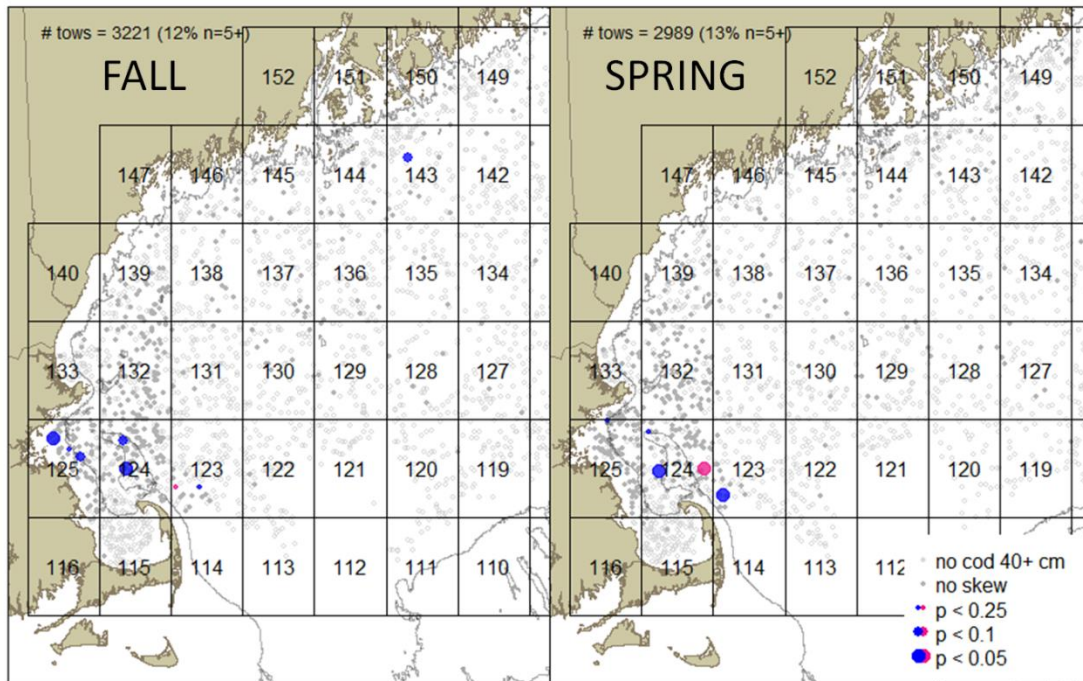 # tows = 3221 (12% n=5+)
FALL
152 151 150 149
147 146 145 144 143 142
140 139 138 137 136 135 134
133 132 131 130 129 128 127
125 124 123 122 121 120 119
116 115 114 113 112 111 110
# tows = 2989 (13% n=5+)
SPRING
152 151 150 149
147 146 145 144 143 142
140 139 138 137 136 135 134
133 132 131 130 129 128 127
125 124 123 122 121 120 119
116 115 114 113 112
no cod 40+ cm
no skew
p < 0.25
p < 0.1
p < 0.05